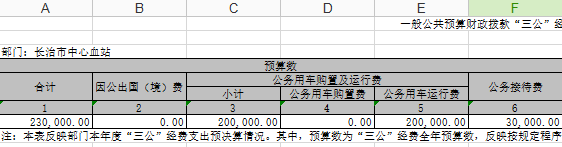 A B C D E F
一般公共预算财政拨款“三公”经
部门：长治市中心血站
预算数
合计 因公出国（境）费 公务用车购置及运行费 公务接待费
小计 公务用车购置费 公务用车运行费
1 2 3 4 5 6
230,000.00 0.00 200,000.00 0.00 200,000.00 30,000.00
注：本表反映部门本年度“三公”经费支出预决算情况。其中，预算数为“三公”经费全年预算数，反映按规定程序